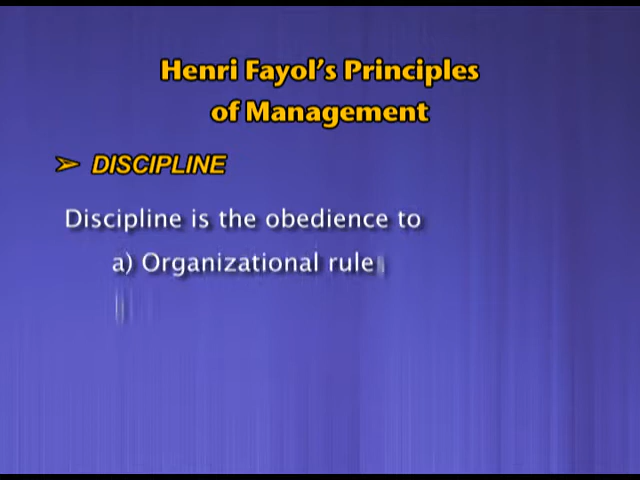 Henri Fayol's Principles
of Management
➢ DISCIPLINE
Discipline is the obedience to
a) Organizational rule